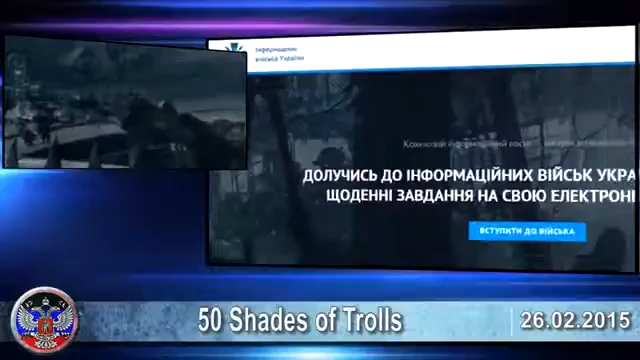 Інформаційні
війська України
ДОЛУЧИСЬ ДО ІНФОРМАЦІЙНИХ ВІЙСЬК УКРА
ЩОДЕННІ ЗАВДАННЯ НА СВОЮ ЕЛЕКТРОН
ВСТУПИТИ ДО ВІЙСЬКА
50 Shades of Trolls
26.02.2015